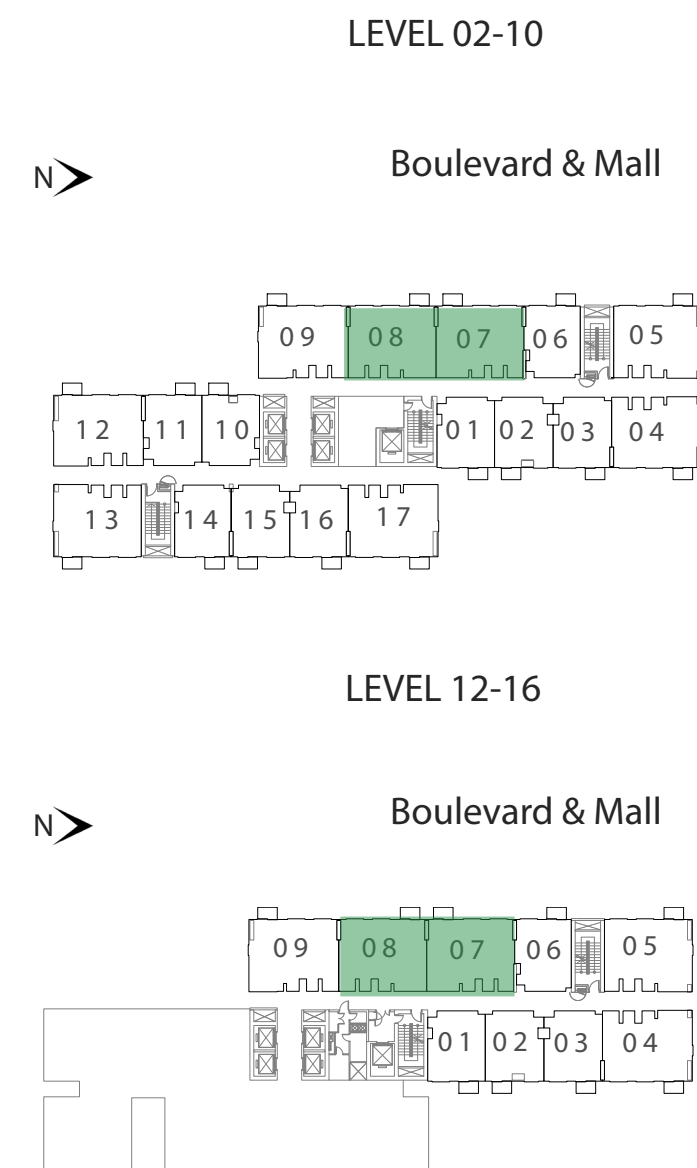 LEVEL 02-10
Boulevard & Mall
N
09 08 07 06 05
12 11 10 01 02 03 04
13 14 15 16 17
LEVEL 12-16
Boulevard & Mall
N
09 08 07 06 05
01 02 03 04